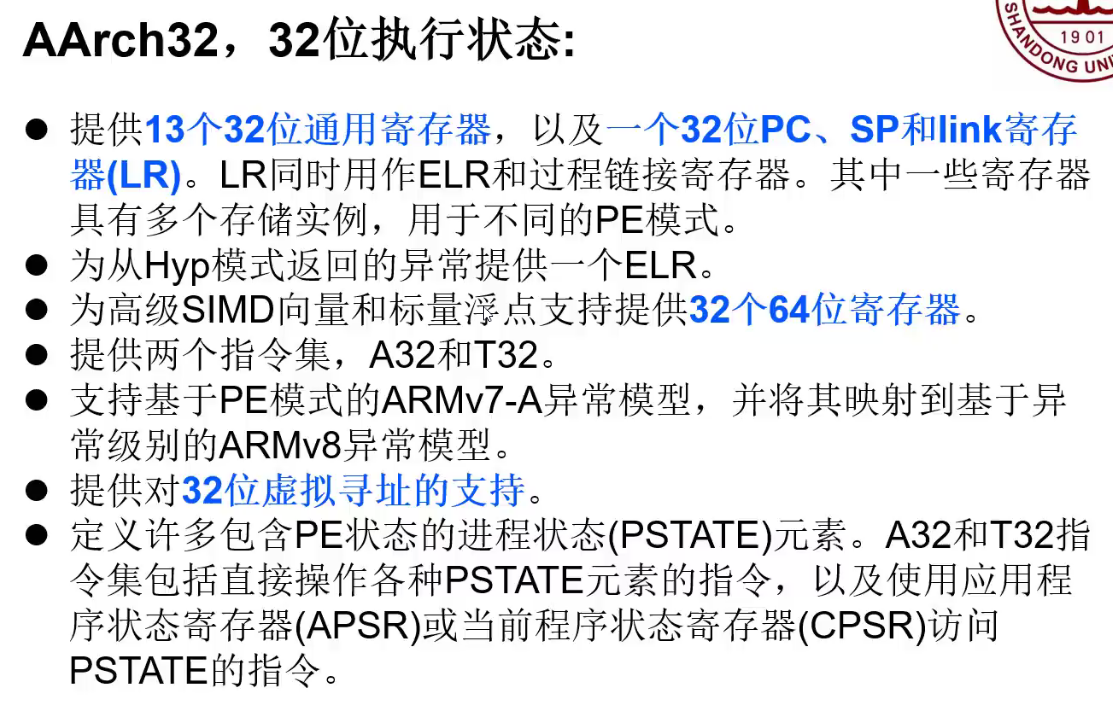 AArch32，32位执行状态:
SHANDONG UNI
1901
● 提供13个32位通用寄存器，以及一个32位PC、SP和link寄存
器(LR)。LR同时用作ELR和过程链接寄存器。其中一些寄存器
具有多个存储实例，用于不同的PE模式。
● 为从Hyp模式返回的异常提供一个ELR。
● 为高级SIMD向量和标量浮点支持提供32个64位寄存器。
● 提供两个指令集，A32和T32。
● 支持基于PE模式的ARMv7-A异常模型，并将其映射到基于异
常级别的ARMv8异常模型。
● 提供对32位虚拟寻址的支持。
● 定义许多包含PE状态的进程状态(PSTATE)元素。A32和T32指
令集包括直接操作各种PSTATE元素的指令，以及使用应用程
序状态寄存器(APSR)或当前程序状态寄存器(CPSR)访问
PSTATE的指令。